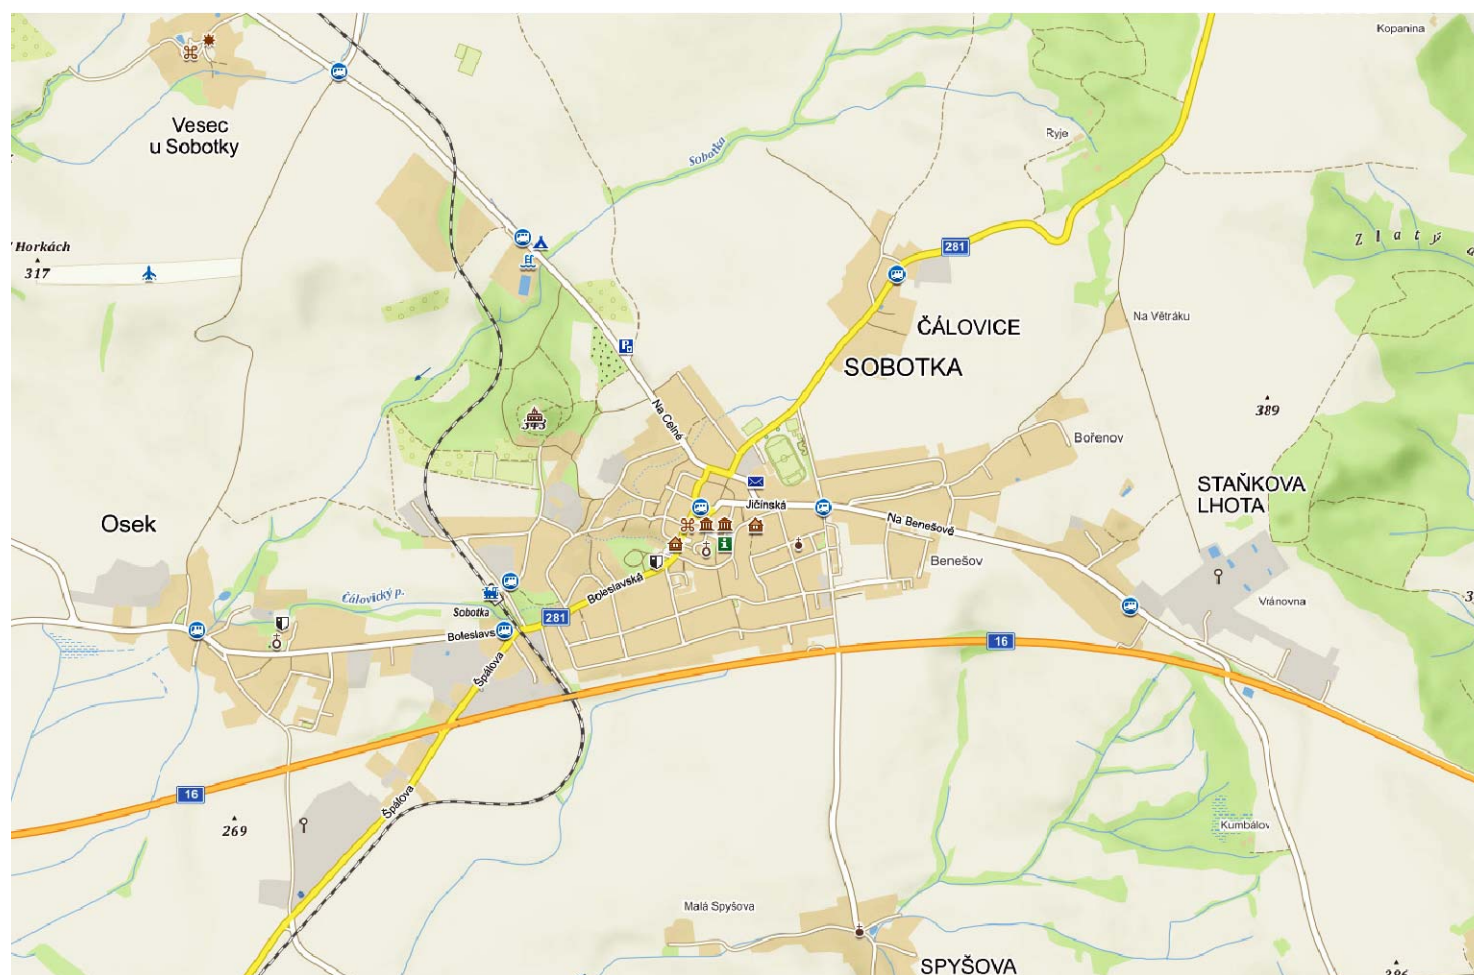 Kopanina
Vesec
u Sobotky
Ryje
Sobotka
Zlatý
281
Horkách
317
Na Větráku
ČÁLOVICE
SOBOTKA
389
Na Celné
343
Bořenov
STAŇKOVA
LHOTA
Osek
Jičínská
Na Benešově
Benešov
Boleslavská
Čálovický p.
Sobotka
281
Vránovna
Boleslavs
16
Špálova
16
Špálova
269
Kumbálov
Malá Spyšova
SPYŠOVA